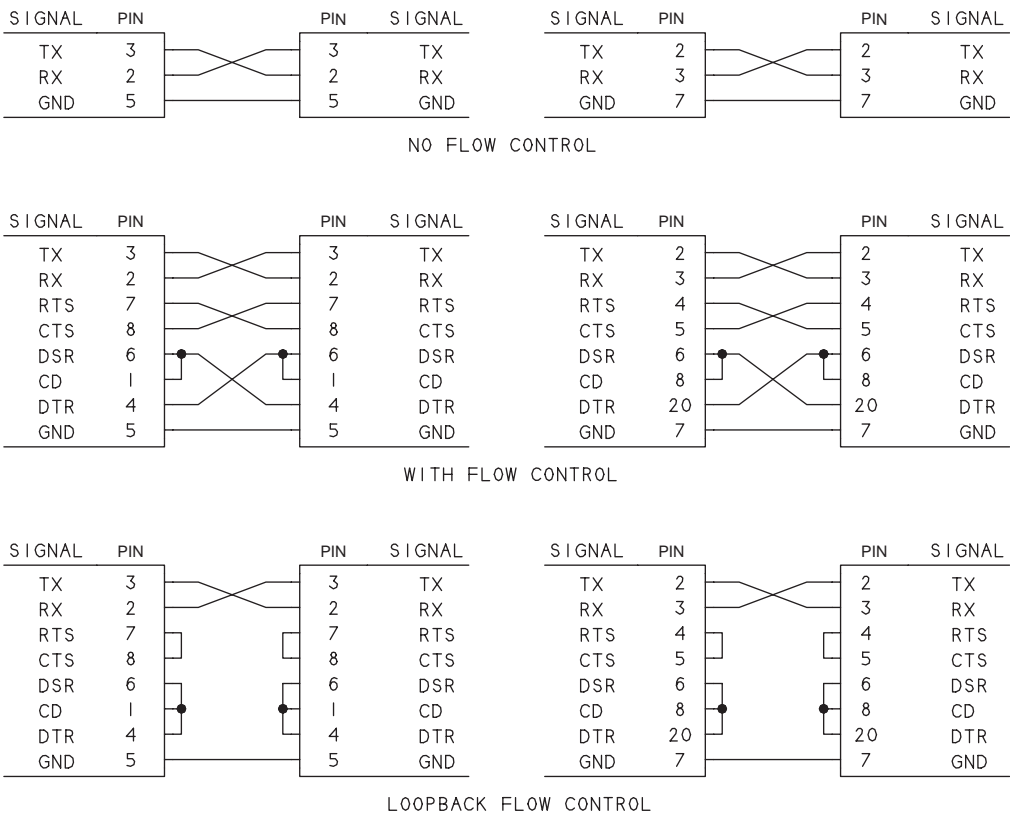 SIGNAL PIN PIN SIGNAL SIGNAL PIN PIN SIGNAL
TX 3 3 TX TX 2 2 TX
RX 2 2 RX RX 3 3 RX
GND 5 5 GND GND 7 7 GND
NO FLOW CONTROL
SIGNAL PIN PIN SIGNAL SIGNAL PIN PIN SIGNAL
TX 3 3 TX TX 2 2 TX
RX 2 2 RX RX 3 3 RX
RTS 7 7 RTS RTS 4 4 RTS
CTS 8 8 CTS CTS 5 5 CTS
DSR 6 6 DSR DSR 6 6 DSR
CD 1 1 CD CD 8 8 CD
DTR 4 4 DTR DTR 20 20 DTR
GND 5 5 GND GND 7 7 GND
WITH FLOW CONTROL
SIGNAL PIN PIN SIGNAL SIGNAL PIN PIN SIGNAL
TX 3 3 TX TX 2 2 TX
RX 2 2 RX RX 3 3 RX
RTS 7 7 RTS RTS 4 4 RTS
CTS 8 8 CTS CTS 5 5 CTS
DSR 6 6 DSR DSR 6 6 DSR
CD 1 1 CD CD 8 8 CD
DTR 4 4 DTR DTR 20 20 DTR
GND 5 5 GND GND 7 7 GND
LOOPBACK FLOW CONTROL